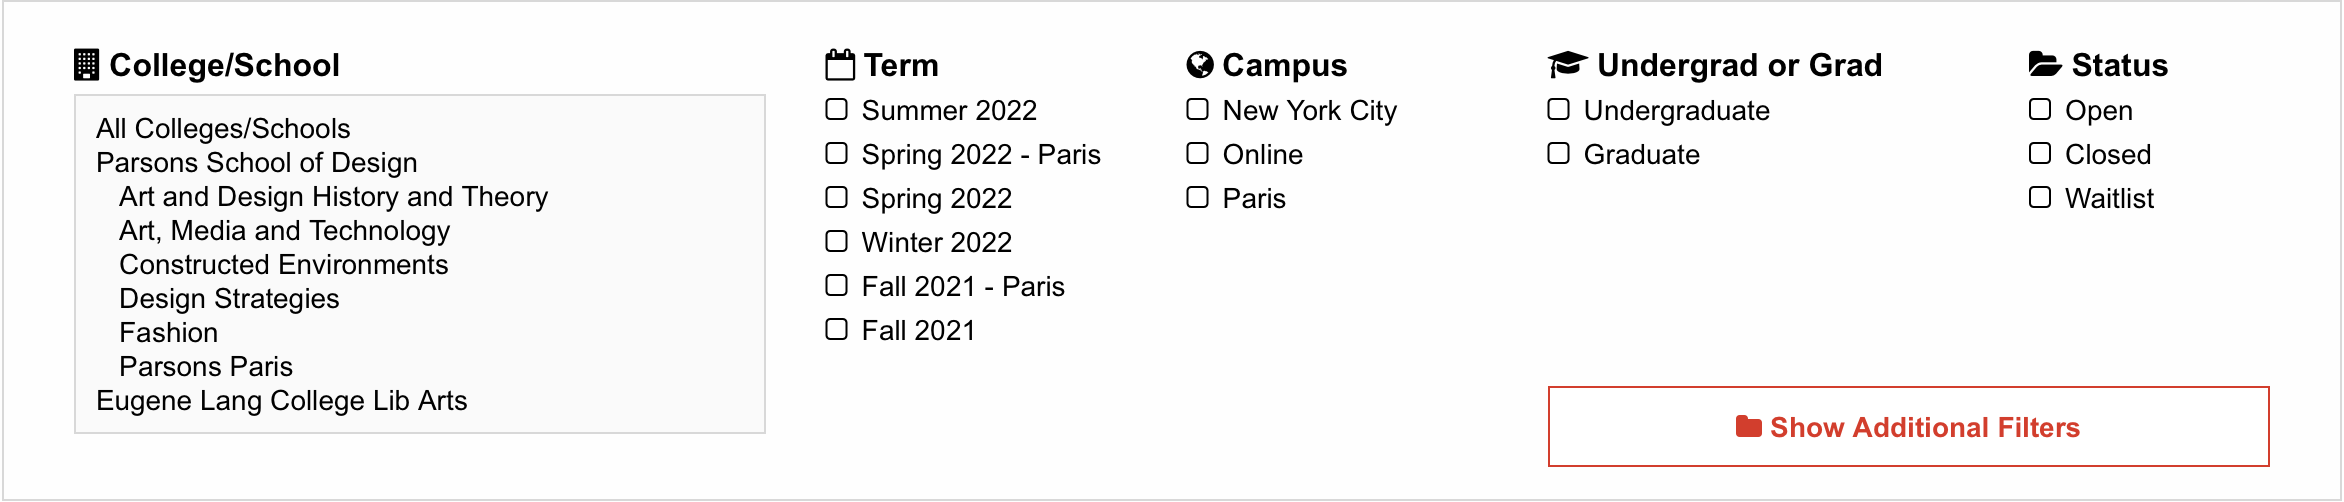 College/School
All Colleges/Schools
Parsons School of Design
Art and Design History and Theory
Art, Media and Technology
Constructed Environments
Design Strategies
Fashion
Parsons Paris
Eugene Lang College Lib Arts
Term
Summer 2022
Spring 2022 - Paris
Spring 2022
Winter 2022
Fall 2021 - Paris
Fall 2021
Campus
New York City
Online
Paris
Undergrad or Grad
Undergraduate
Graduate
Status
Open
Closed
Waitlist
Show Additional Filters